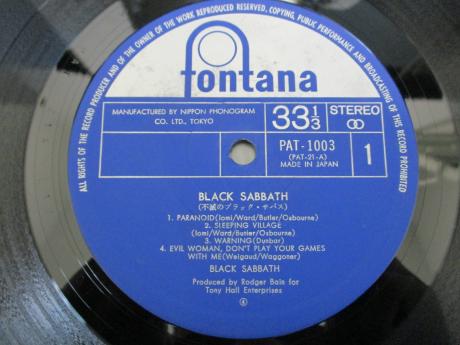 ALL RIGHTS OF THE RECORD PRODUCER AND OF THE OWNER OF THE WORK REPRODUCED RESERVED, COPYING, PUBLIC PERFORMANCE AND BROADCASTING OF THIS RECORD PROHIBITED
fontana
MANUFACTURED BY NIPPON PHONOGRAM
CO. LTD., TOKYO
33 1/3
STEREO
PAT-1003
(PAT-21-A)
MADE IN JAPAN
1
BLACK SABBATH
(不滅のブラック・サバス)
1. PARANOID(Iomi/Ward/Butler/Osbourne)
2. SLEEPING VILLAGE
(Iomi/Ward/Butler/Osbourne)
3. WARNING(Dunbar)
4. EVIL WOMAN, DON'T PLAY YOUR GAMES
WITH ME(Weigaud/Waggoner)
BLACK SABBATH
Produced by Rodger Bain for
Tony Hall Enterprises